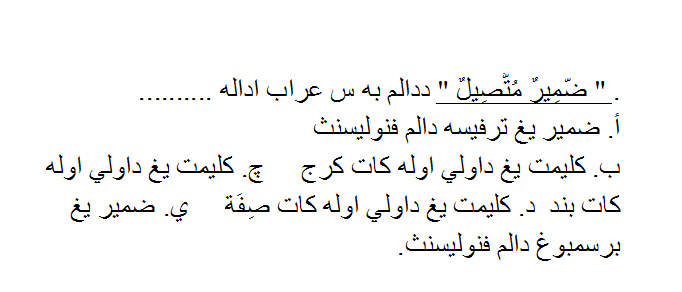 . " ضّمِيرٌ مُتَّصِيلٌ " ددالم به س عراب اداله ..........
أ. ضمير يغ ترفيسه دالم فنوليسنث
ب. كليمت يغ داولي اوله كات كرج چ. كليمت يغ داولي اوله
كات بند د. كليمت يغ داولي اوله كات صِفَة ي. ضمير يغ
برسمبوغ دالم فنوليسنث.